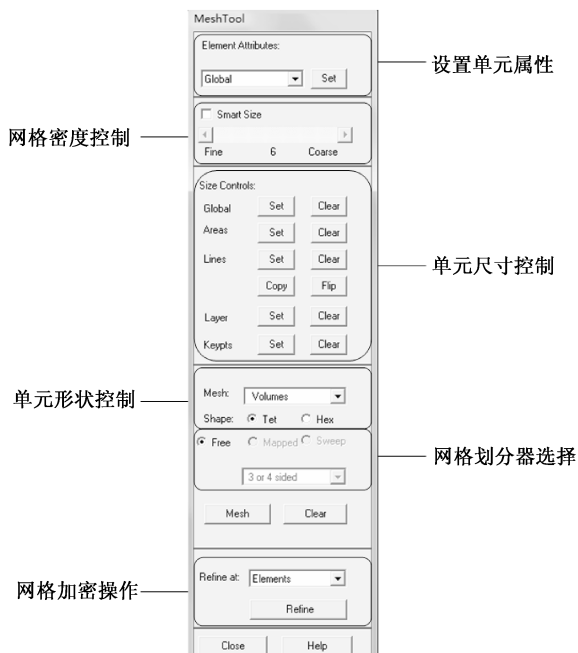 MeshTool
Element Attributes:
设置单元属性
Global Set
Smart Size
网格密度控制
Fine 6 Coarse
Size Controls:
Global Set Clear
Areas Set Clear
Lines Set Clear
单元尺寸控制
Copy Flip
Layer Set Clear
Keypts Set Clear
Mesh: Volumes
单元形状控制
Shape: Tet Hex
Free Mapped Sweep
网格划分器选择
3 or 4 sided
Mesh Clear
Refine at: Elements
网格加密操作
Refine
Close Help